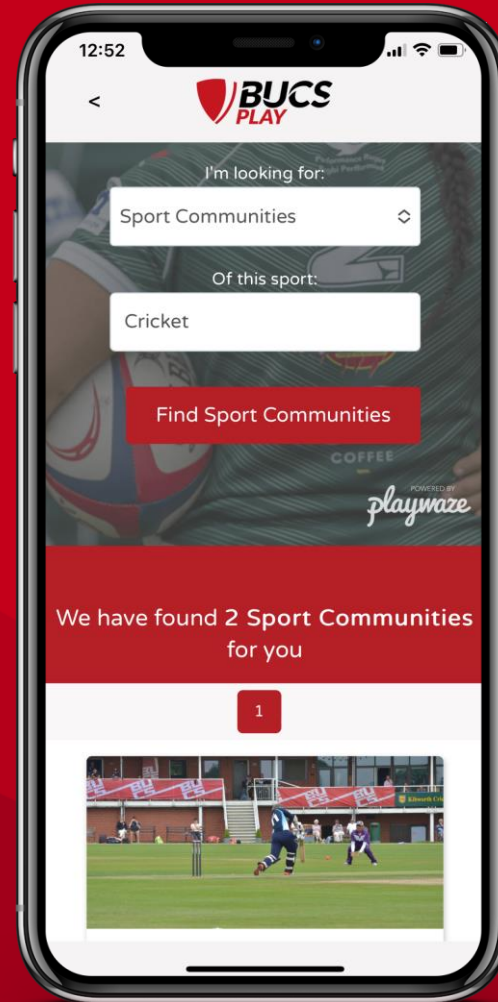 12:52
<
BUCS
PLAY
I'm looking for:
Sport Communities
Of this sport:
Cricket
Find Sport Communities
COFFEE
POWERED BY
playwaze
We have found 2 Sport Communities
for you
1